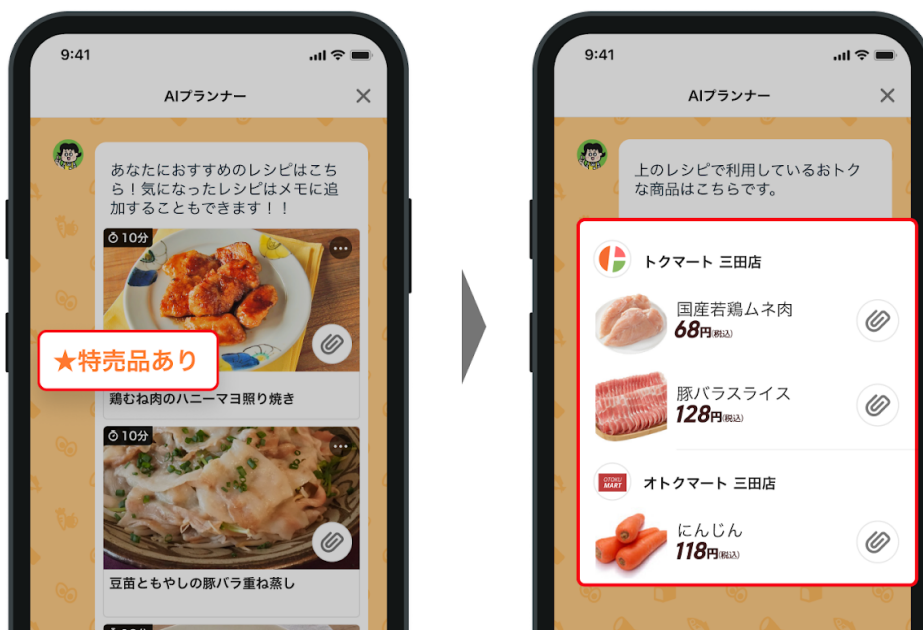 9:41
AIプランナー
あなたにおすすめのレシピはこち
ら！気になったレシピはメモに追
加することもできます！！
10分
★特売品あり
鶏むね肉のハニーマヨ照り焼き
10分
豆苗ともやしの豚バラ重ね蒸し
9:41
AIプランナー
上のレシピで利用しているおトク
な商品はこちらです。
トクマート 三田店
国産若鶏ムネ肉
68円(税込)
豚バラスライス
128円(税込)
OTOKU
MART
オトクマート 三田店
にんじん
118円(税込)